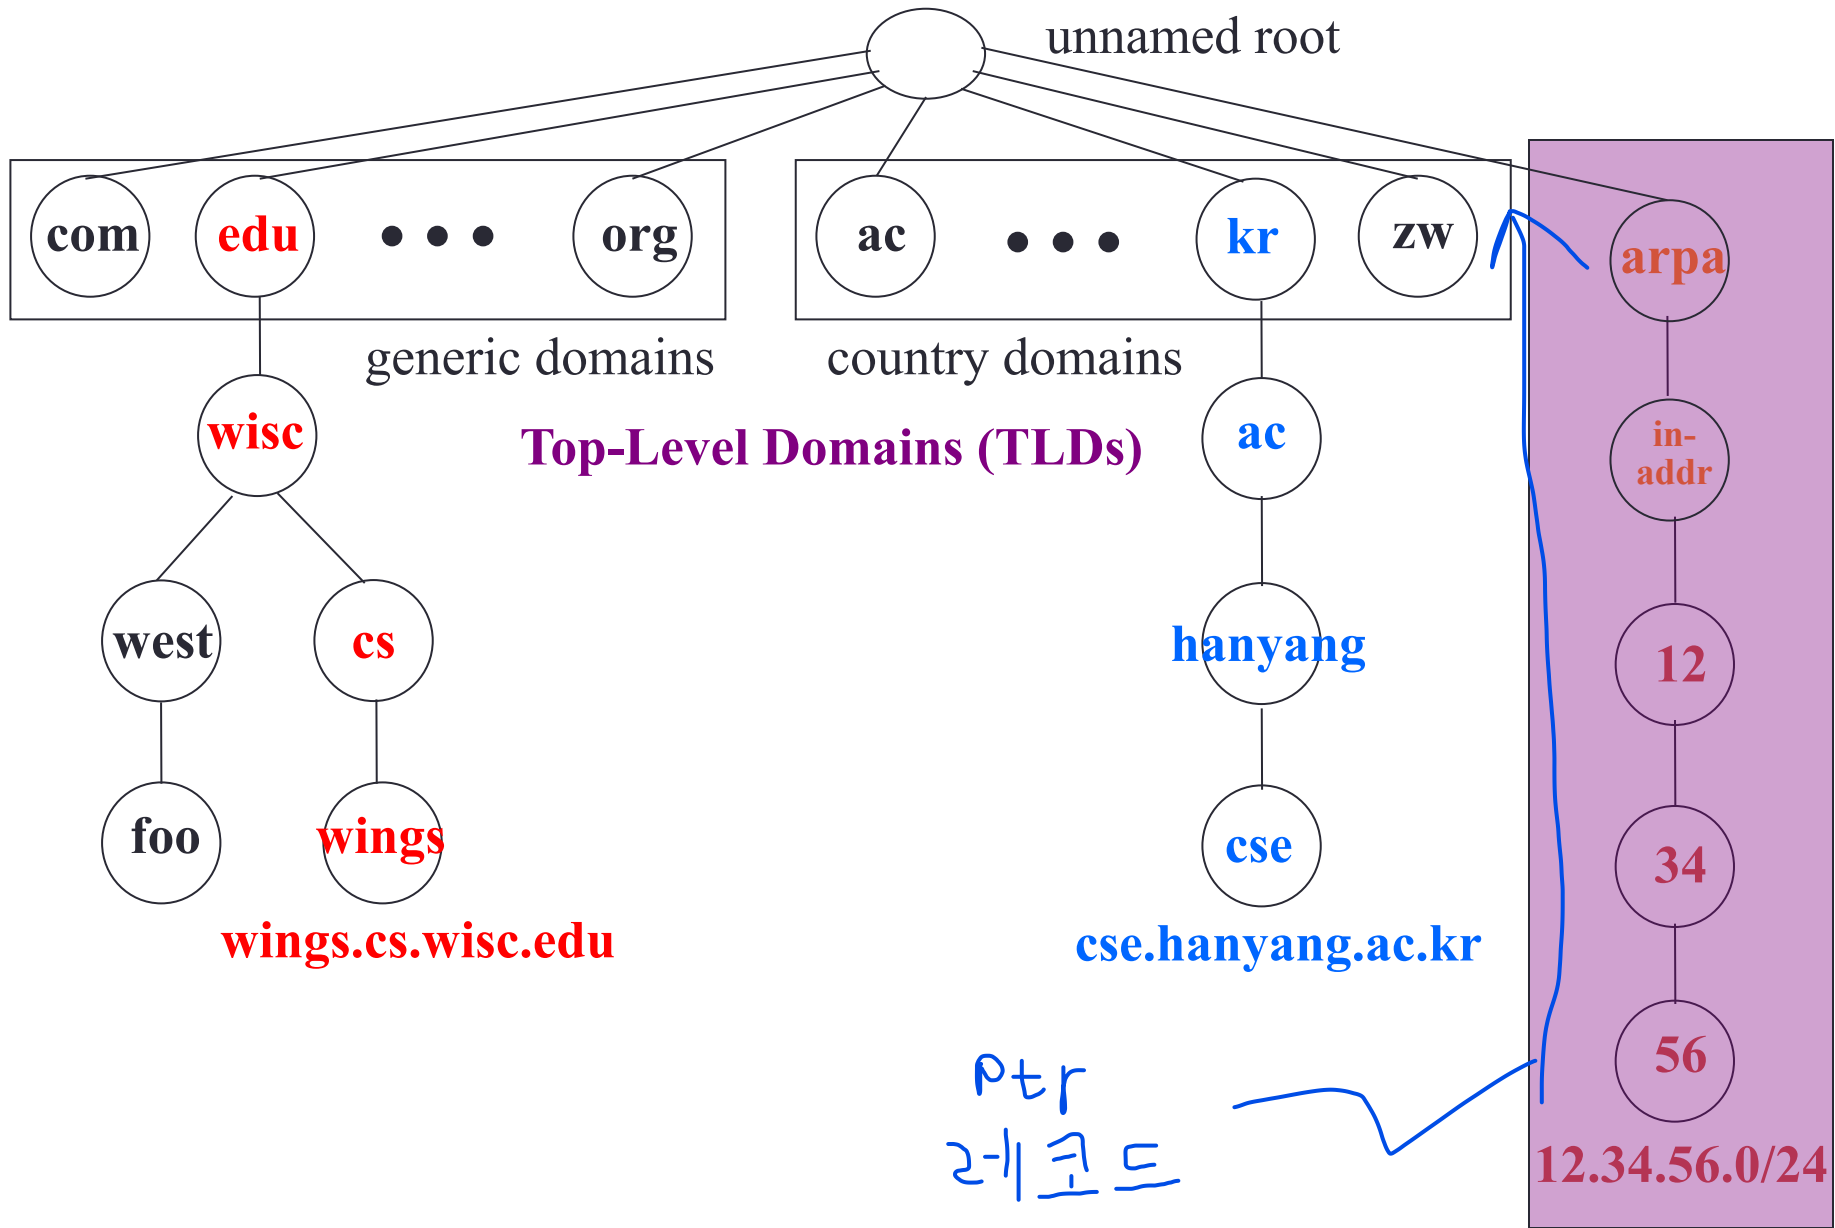 unnamed root
com edu ● ● ● org ac ● ● ● kr zw arpa
generic domains country domains
wisc Top-Level Domains (TLDs) ac in-
addr
west cs hanyang 12
foo wings cse 34
wings.cs.wisc.edu cse.hanyang.ac.kr
56
Ptr
레코드
12.34.56.0/24